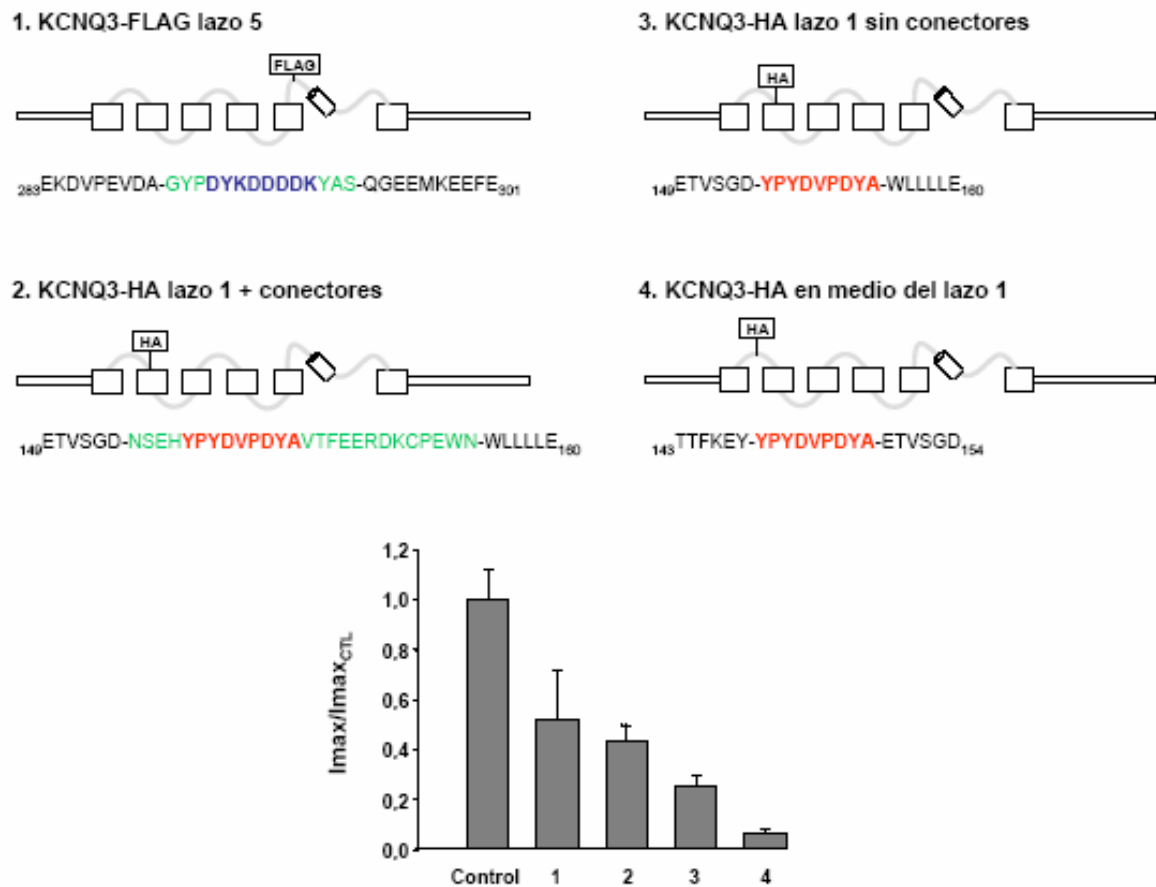 1. KCNQ3-FLAG lazo 5
FLAG
283EKDVPEVDA-GYPDYKDDDDKYAS-QGEEMKEEFE301
2. KCNQ3-HA lazo 1 + conectores
HA
149ETVSGD-NSEHYPYDVPDYAVTFEERDKCPEWN-WLLLLE160
3. KCNQ3-HA lazo 1 sin conectores
HA
149ETVSGD-YPYDVPDYA-WLLLLE160
4. KCNQ3-HA en medio del lazo 1
HA
143TTFKEY-YPYDVPDYA-ETVSGD154
Imax/ImaxCTL
1,2
1,0
0,8
0,6
0,4
0,2
0,0
Control 1 2 3 4